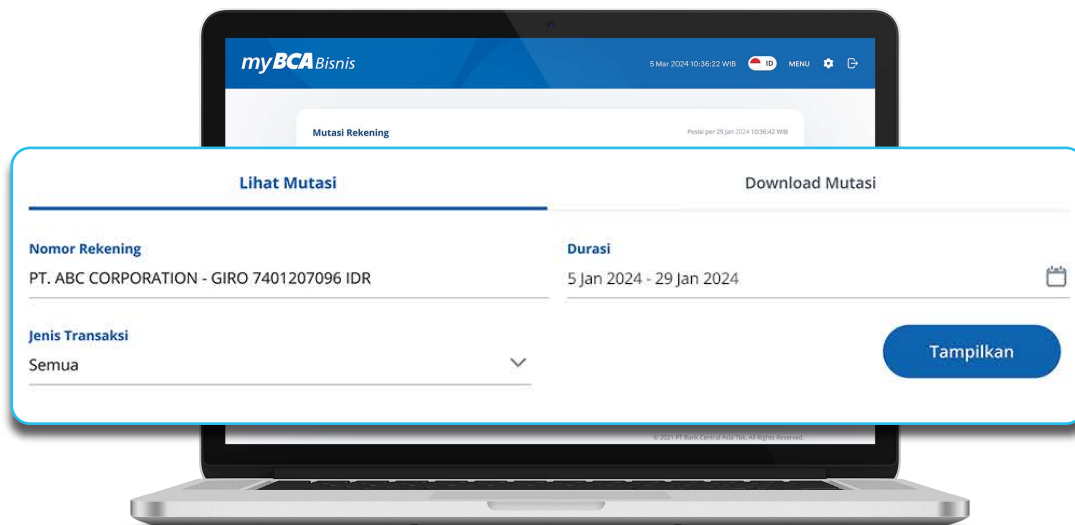 myBCA Bisnis
5 Mar 2024 10:36:22 WIB ID MENU
Mutasi Rekening Posisi per 29 Jan 2024 10:36:42 WIB
Lihat Mutasi Download Mutasi
Nomor Rekening Durasi
PT. ABC CORPORATION - GIRO 7401207096 IDR 5 Jan 2024 - 29 Jan 2024
Jenis Transaksi
Semua
Tampilkan
© 2021 PT Bank Central Asia Tbk, All Rights Reserved.